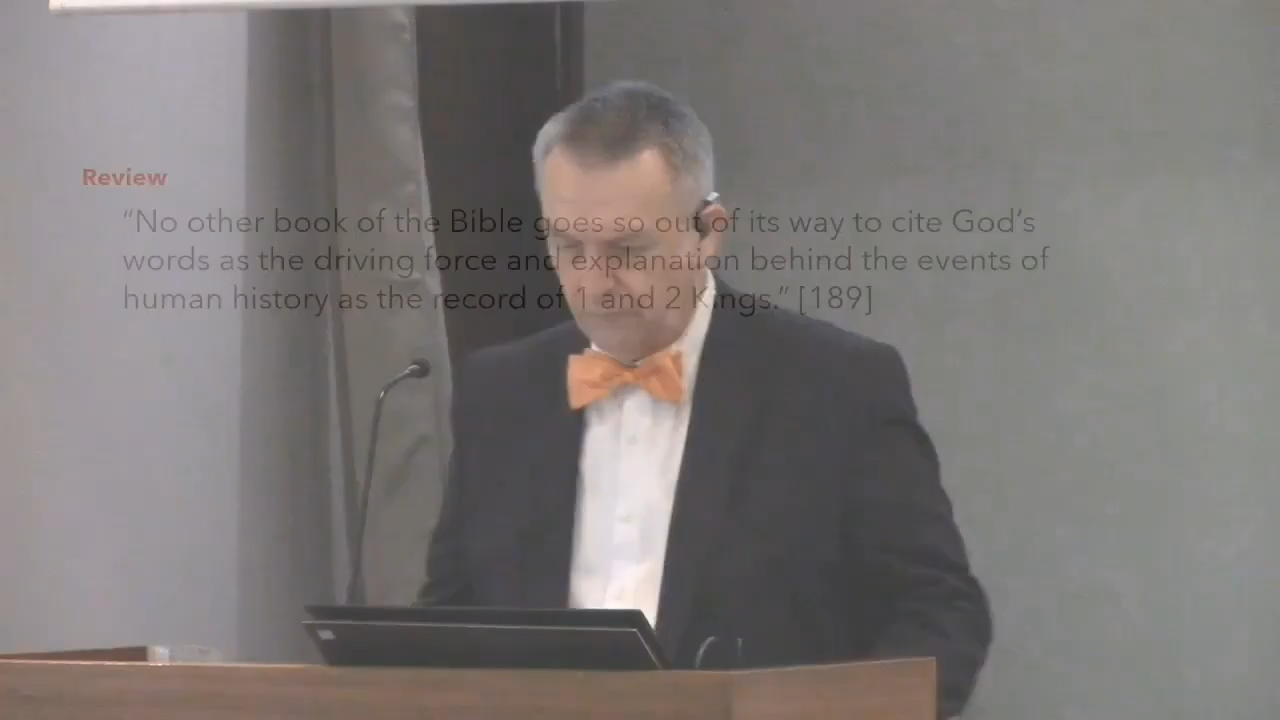 Review
“No other book of the Bible goes so out of its way to cite God’s
words as the driving force and explanation behind the events of
human history as the record of 1 and 2 Kings.” [189]